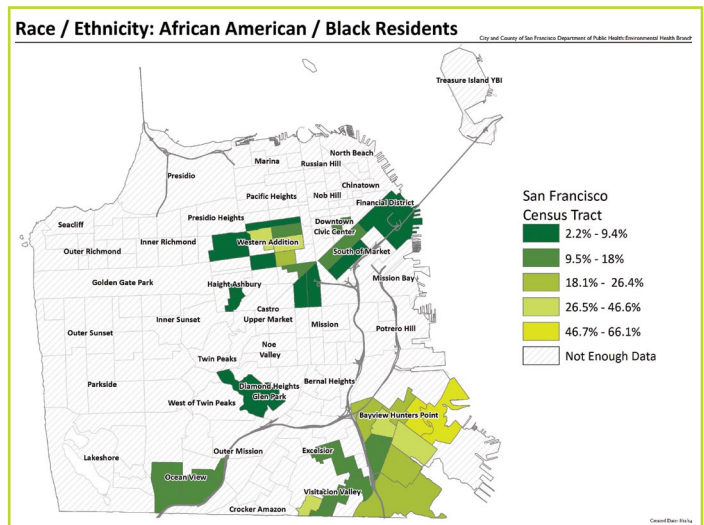 Race / Ethnicity: African American / Black Residents
City and County of San Francisco Department of Public Health:Environmental Health Branch
Treasure Island YBI
North Beach
Marina
Russian Hill
Presidio
Chinatown
Pacific Heights
Nob Hill
Financial District
San Francisco
Census Tract
2.2% - 9.4%
9.5% - 18%
18.1% - 26.4%
26.5% - 46.6%
46.7% - 66.1%
Not Enough Data
Presidio Heights
Downtown
Civic Center
Seacliff
Inner Richmond
Western Addition
Outer Richmond
South of Market
Golden Gate Park
Haight Ashbury
Mission Bay
Castro
Upper Market
Inner Sunset
Mission
Potrero Hill
Outer Sunset
Noe
Valley
Twin Peaks
Bernal Heights
Parkside
Diamond Heights
Glen Park
West of Twin Peaks
Bayview Hunters Point
Outer Mission
Excelsior
Lakeshore
Ocean View
Visitacion Valley
Crocker Amazon